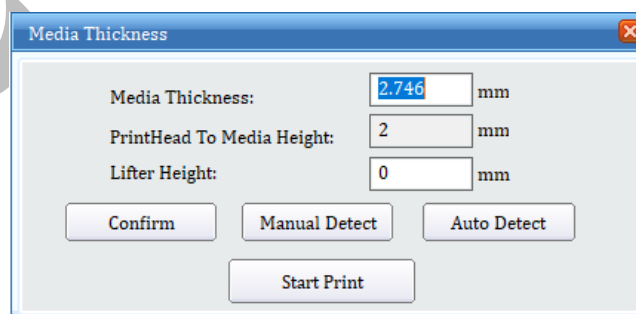 Media Thickness
Media Thickness: 2.746 mm
PrintHead To Media Height: 2 mm
Lifter Height: 0 mm
Confirm Manual Detect Auto Detect
Start Print